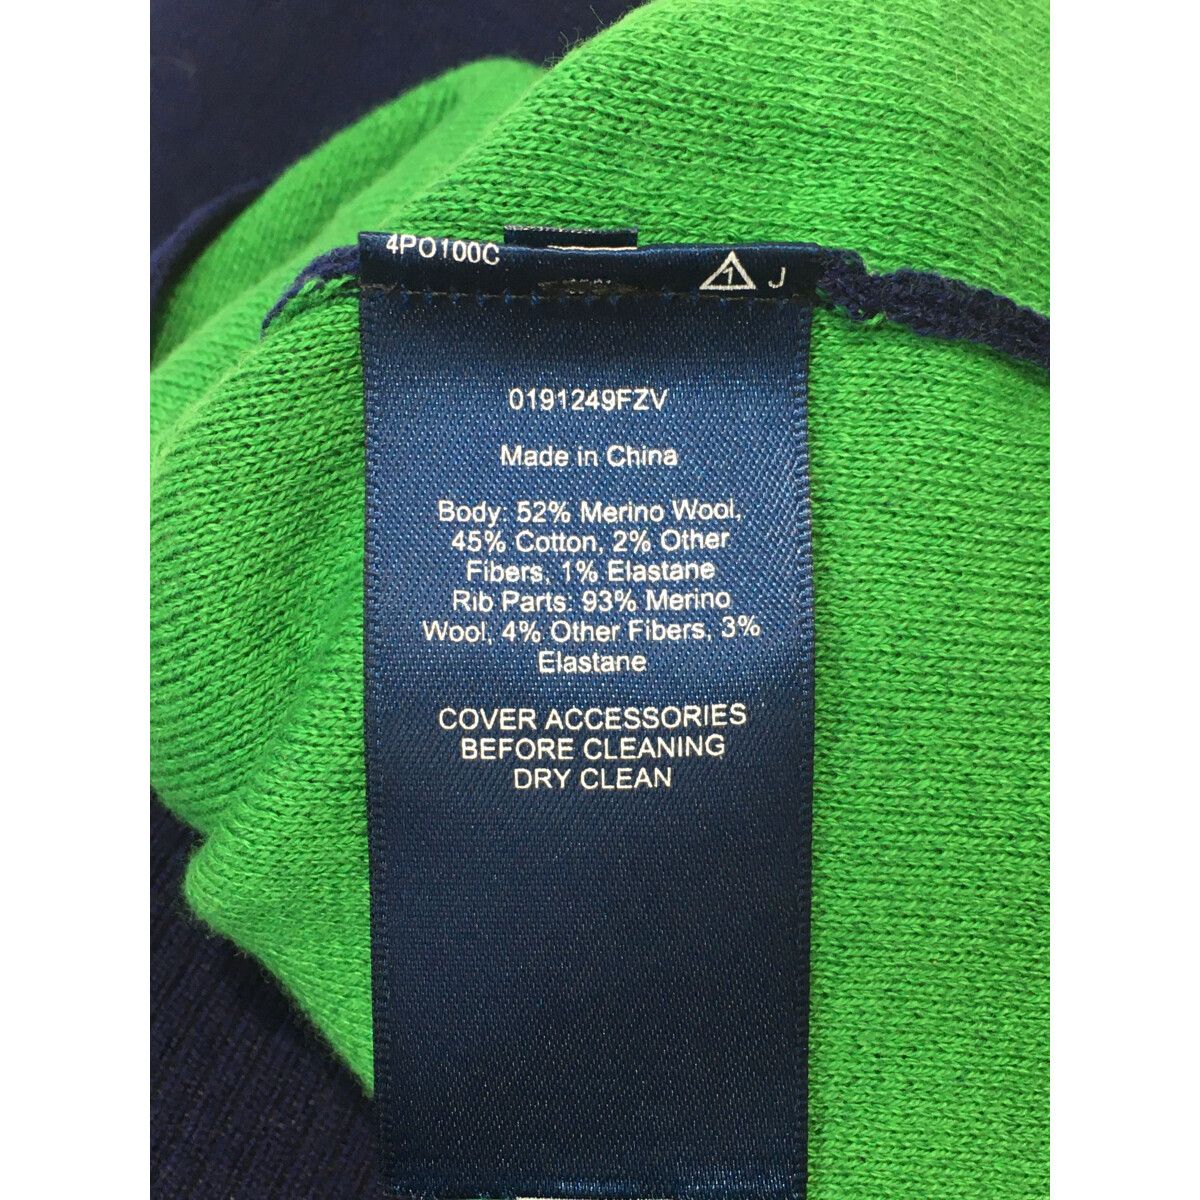 4PO100C
1 J
0191249FZV
Made in China
Body: 52% Merino Wool,
45% Cotton, 2% Other
Fibers, 1% Elastane
Rib Parts: 93% Merino
Wool, 4% Other Fibers, 3%
Elastane
COVER ACCESSORIES
BEFORE CLEANING
DRY CLEAN